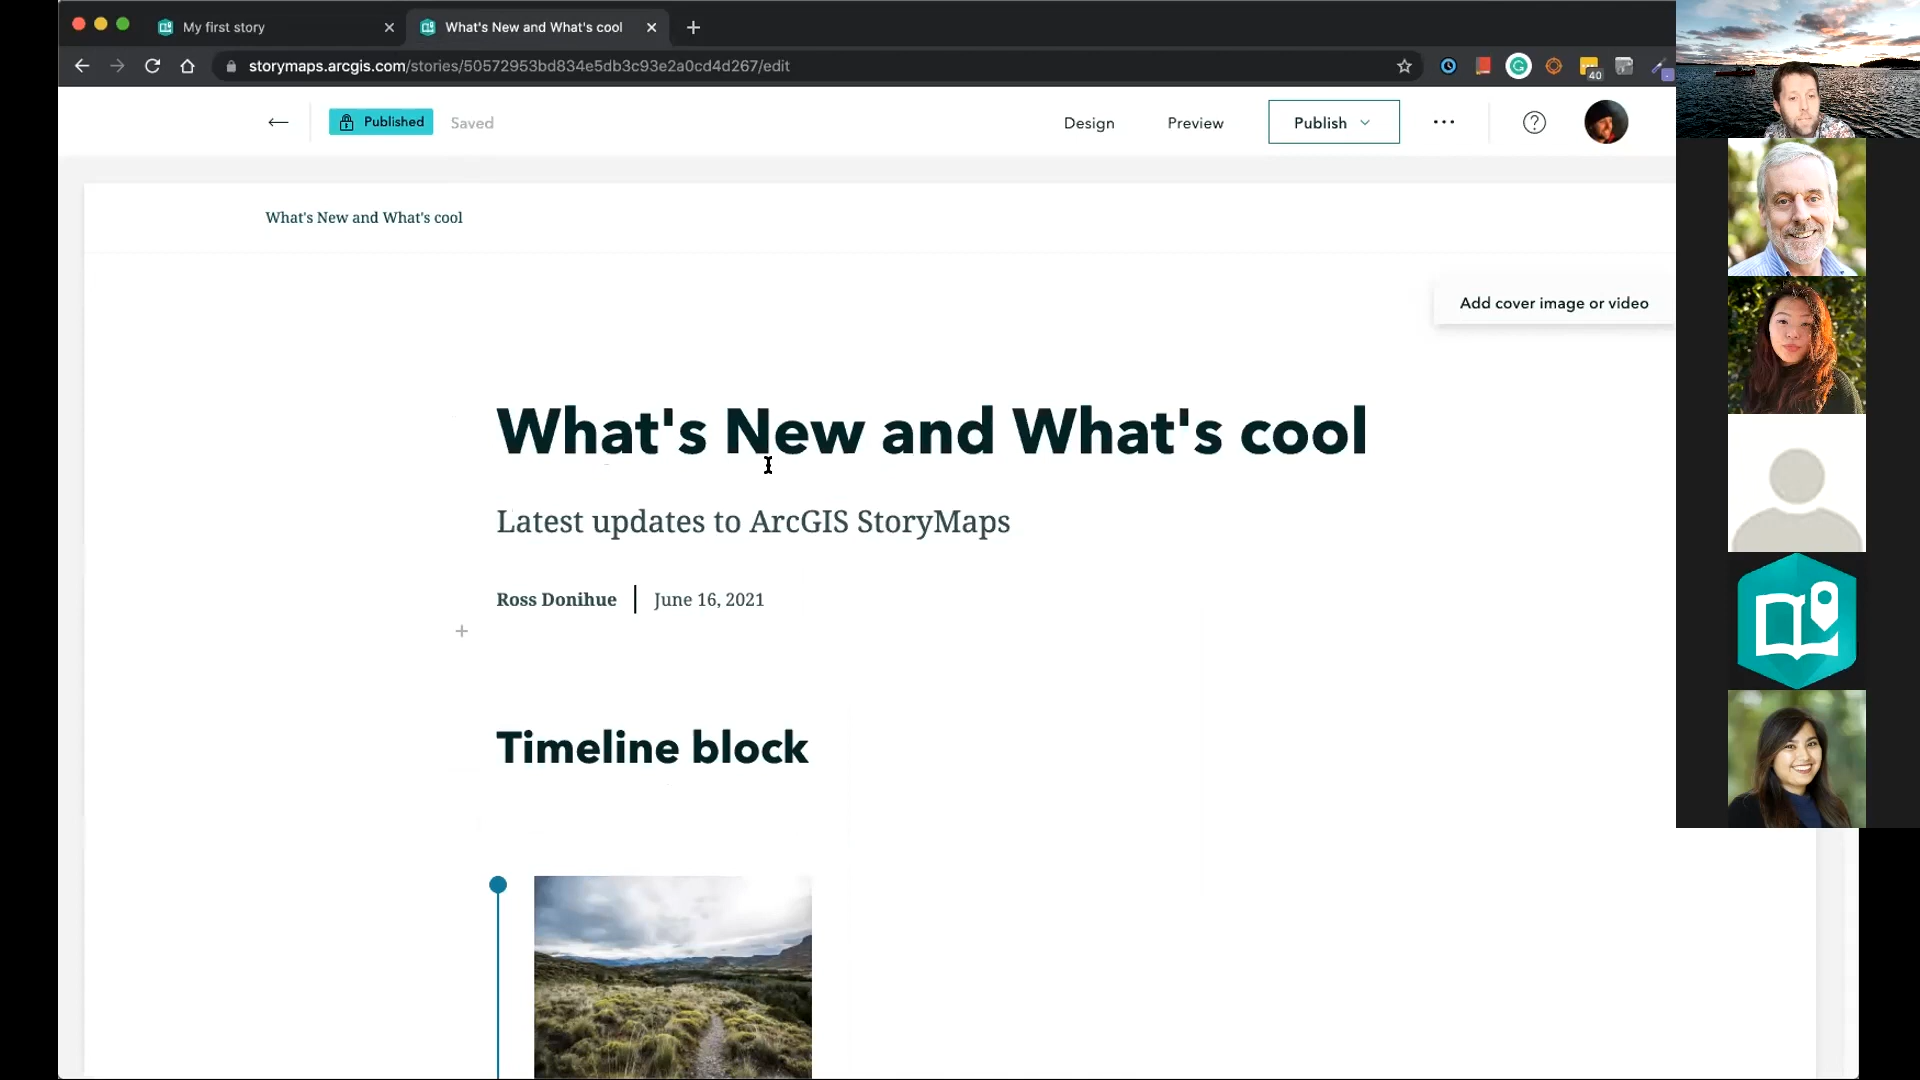 My first story
What's New and What's cool
storymaps.arcgis.com/stories/50572953bd834e5db3c93e2a0cd4d267/edit
40
Published
Saved
Design
Preview
Publish
What's New and What's cool
Add cover image or video
What's New and What's cool
Latest updates to ArcGIS StoryMaps
Ross Donihue
June 16, 2021
Timeline block